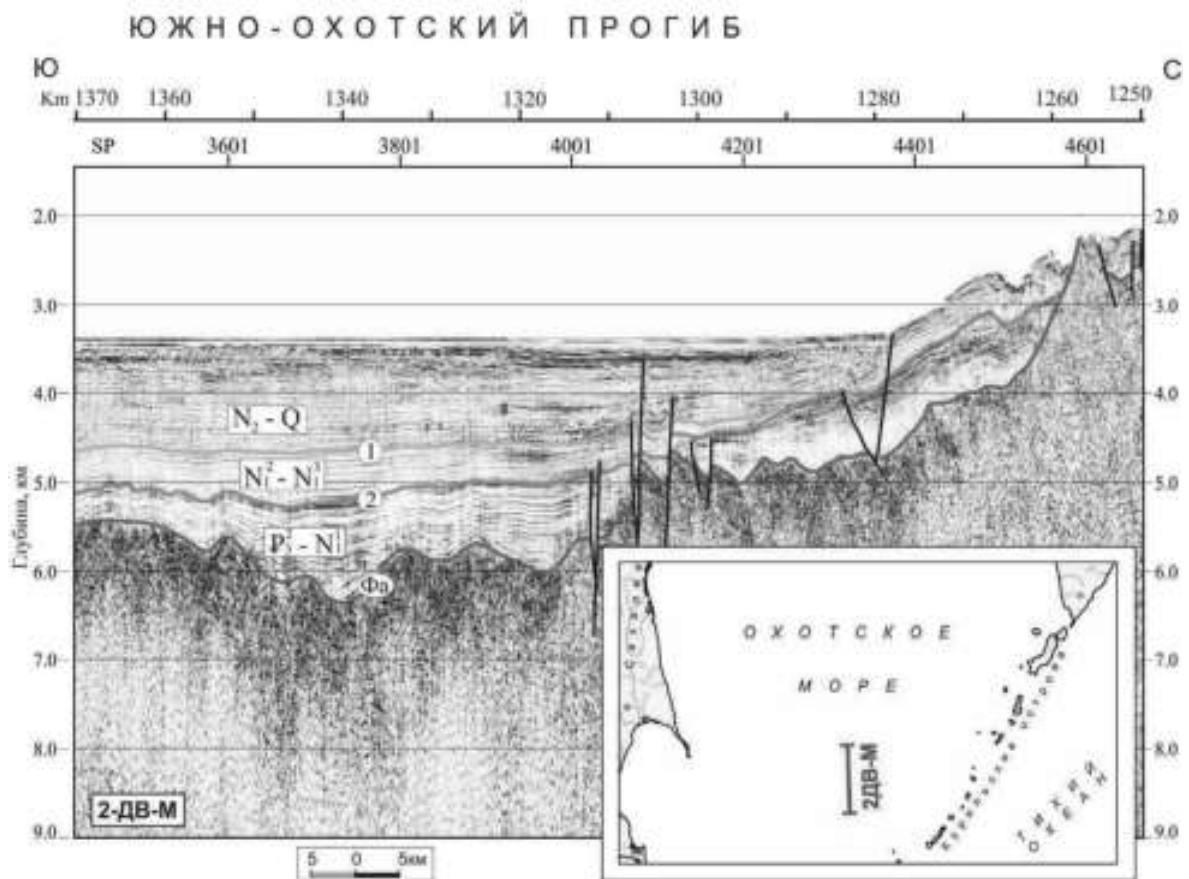 ЮЖНО-ОХОТСКИЙ ПРОГИБ
Ю С
Km 1370 1360 1340 1320 1300 1280 1260 1250
SP 3601 3801 4001 4201 4401 4601
2.0 2.0
3.0 3.0
4.0 4.0
N₂ - Q
1
N₁² - N₁³
5.0 5.0
2
Глубина, км
6.0 Фа 6.0
ОХОТСКОЕ
7.0 7.0
МОРЕ
8.0 8.0
2ДВ-М
ТИХИЙ
ОКЕАН
2-ДВ-М
9.0 9.0
5 0 5км